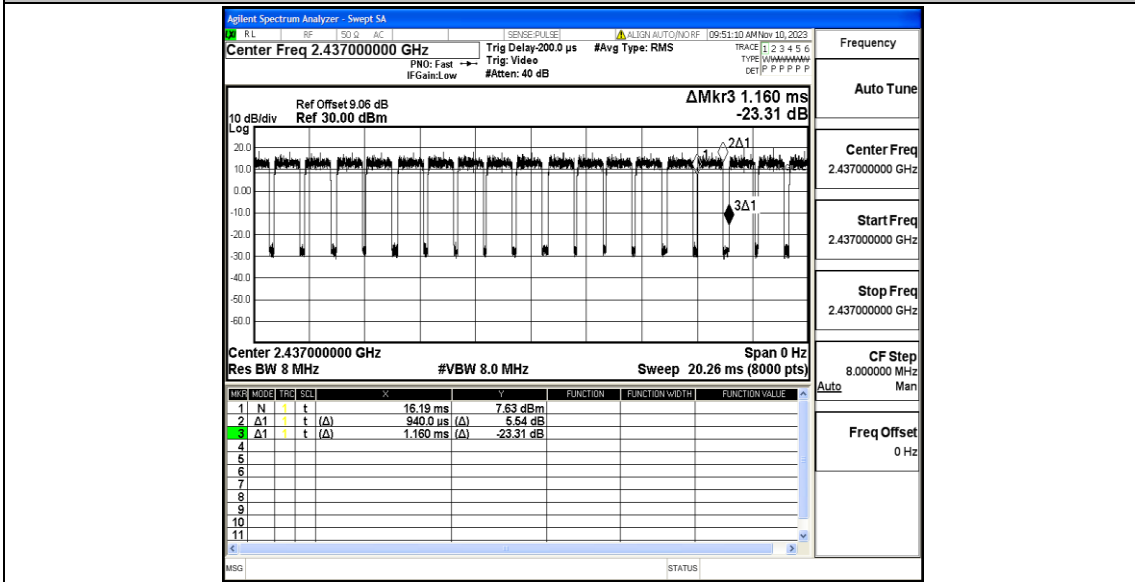 Agilent Spectrum Analyzer - Swept SA
RL RF 50 Ω AC SENSE:PULSE ALIGN AUTO/NO RF 09:51:10 AM Nov 10, 2023
Center Freq 2.437000000 GHz
PNO: Fast
IFGain:Low
Trig Delay-200.0 µs
Trig: Video
#Atten: 40 dB
#Avg Type: RMS
TRACE 1 2 3 4 5 6
TYPE WWWWWW
DET P P P P P P
ΔMkr3 1.160 ms
-23.31 dB
Ref Offset 9.06 dB
10 dB/div Ref 30.00 dBm
Log
20.0
10.0
0.00
-10.0
-20.0
-30.0
-40.0
-50.0
-60.0
1
2Δ1
3Δ1
Center 2.437000000 GHz Span 0 Hz
Res BW 8 MHz #VBW 8.0 MHz Sweep 20.26 ms (8000 pts)
MKR MODE TRC SCL X Y FUNCTION FUNCTION WIDTH FUNCTION VALUE
1 N 1 t 16.19 ms 7.63 dBm
2 Δ1 1 t (Δ) 940.0 µs (Δ) 5.54 dB
3 Δ1 1 t (Δ) 1.160 ms (Δ) -23.31 dB
4
5
6
7
8
9
10
11
MSG STATUS
Frequency
Auto Tune
Center Freq
2.437000000 GHz
Start Freq
2.437000000 GHz
Stop Freq
2.437000000 GHz
CF Step
8.000000 MHz
Auto Man
Freq Offset
0 Hz